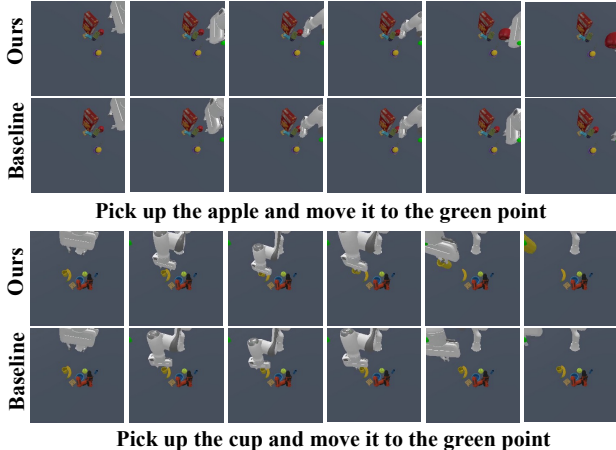 Ours
Baseline
Pick up the apple and move it to the green point
Ours
Baseline
Pick up the cup and move it to the green point